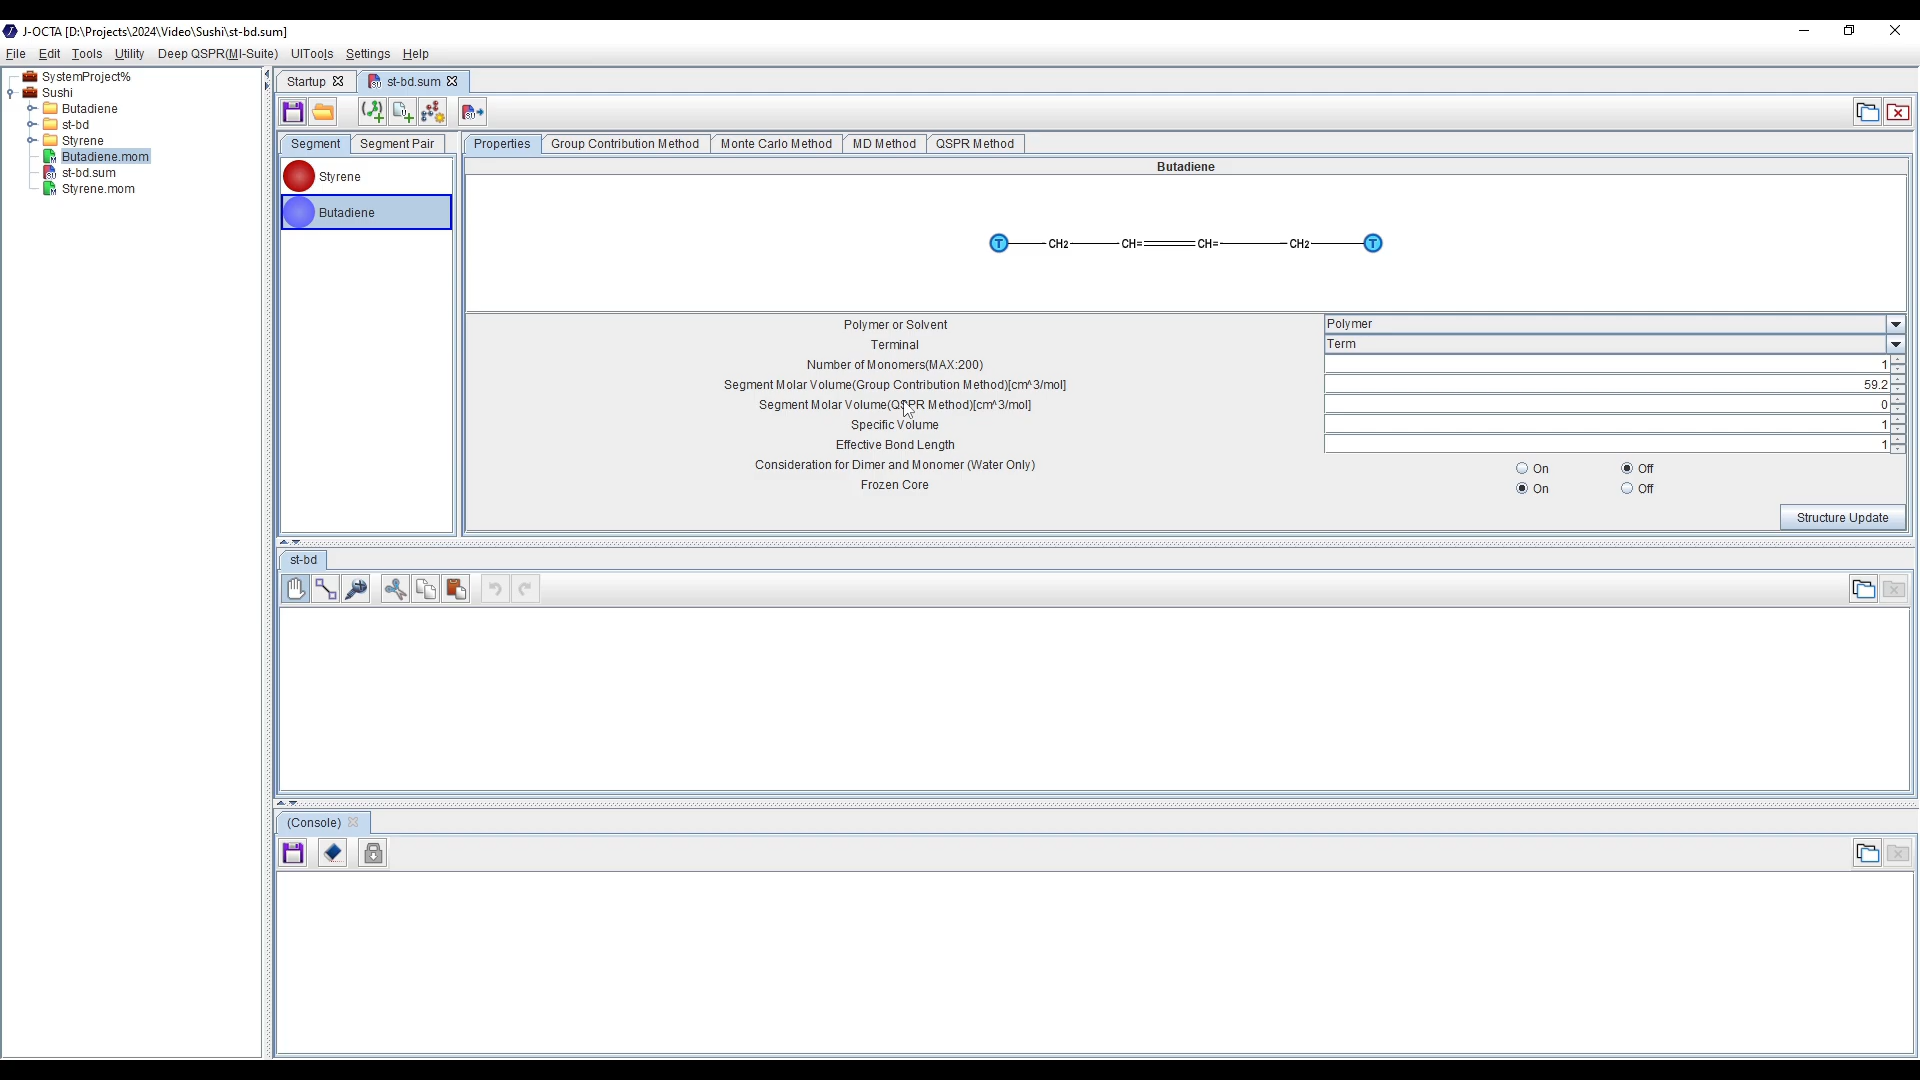 J-OCTA [D:\Projects\2024\Video\Sushi\st-bd.sum]
File Edit Tools Utility Deep QSPR(MI-Suite) UITools Settings Help
SystemProject%
Sushi
Butadiene
st-bd
Styrene
Butadiene.mom
st-bd.sum
Styrene.mom
Startup st-bd.sum
Segment Segment Pair
Styrene
Butadiene
Properties Group Contribution Method Monte Carlo Method MD Method QSPR Method
Butadiene
T CH2 CH= CH= CH2 T
Polymer or Solvent Polymer
Terminal Term
Number of Monomers(MAX:200) 1
Segment Molar Volume(Group Contribution Method)[cm^3/mol] 59.2
Segment Molar Volume(QSPR Method)[cm^3/mol] 0
Specific Volume 1
Effective Bond Length 1
Consideration for Dimer and Monomer (Water Only) On Off
Frozen Core On Off
Structure Update
st-bd
(Console)